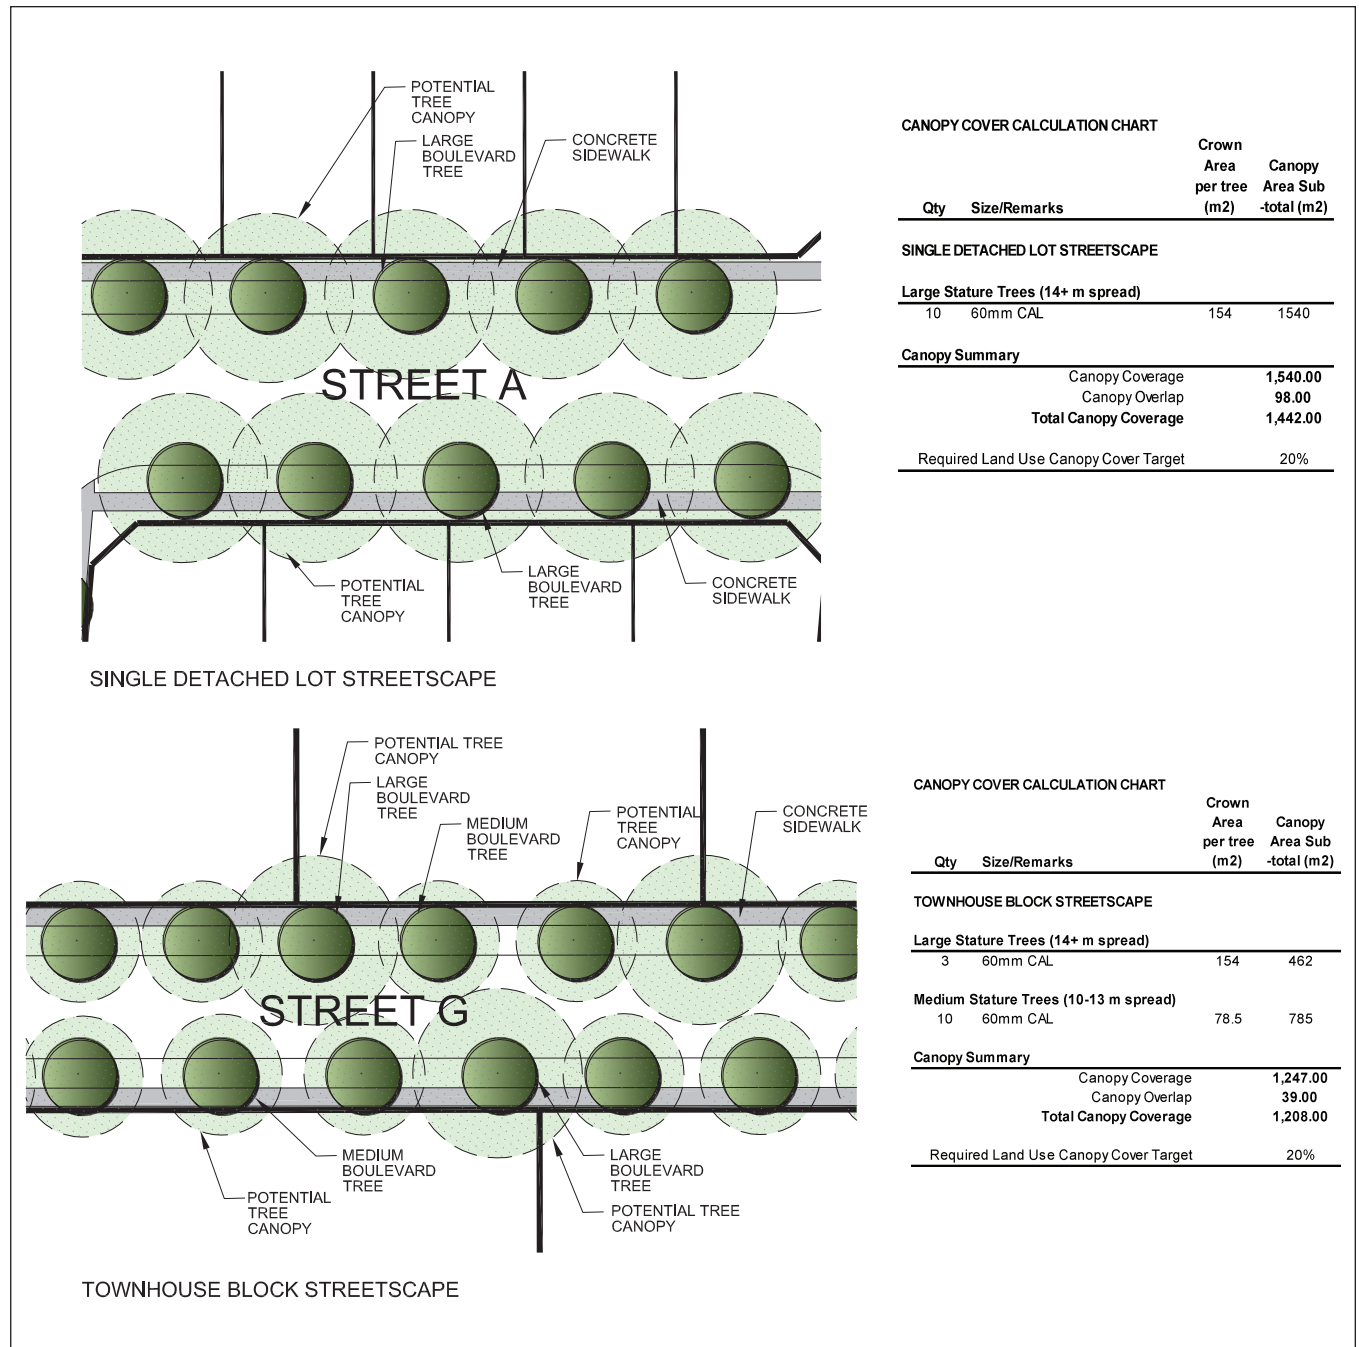 POTENTIAL
TREE
CANOPY
LARGE
BOULEVARD
TREE
CONCRETE
SIDEWALK
STREET A
POTENTIAL
TREE
CANOPY
LARGE
BOULEVARD
TREE
CONCRETE
SIDEWALK
SINGLE DETACHED LOT STREETSCAPE
CANOPY COVER CALCULATION CHART
Crown
Area Canopy
per tree Area Sub
Qty Size/Remarks (m2) -total (m2)
SINGLE DETACHED LOT STREETSCAPE
Large Stature Trees (14+ m spread)
10 60mm CAL 154 1540
Canopy Summary
Canopy Coverage 1,540.00
Canopy Overlap 98.00
Total Canopy Coverage 1,442.00
Required Land Use Canopy Cover Target 20%
POTENTIAL TREE
CANOPY
LARGE
BOULEVARD
TREE
MEDIUM
BOULEVARD
TREE
POTENTIAL
TREE
CANOPY
CONCRETE
SIDEWALK
STREET G
MEDIUM
BOULEVARD
TREE
POTENTIAL
TREE
CANOPY
LARGE
BOULEVARD
TREE
POTENTIAL TREE
CANOPY
TOWNHOUSE BLOCK STREETSCAPE
CANOPY COVER CALCULATION CHART
Crown
Area Canopy
per tree Area Sub
Qty Size/Remarks (m2) -total (m2)
TOWNHOUSE BLOCK STREETSCAPE
Large Stature Trees (14+ m spread)
3 60mm CAL 154 462
Medium Stature Trees (10-13 m spread)
10 60mm CAL 78.5 785
Canopy Summary
Canopy Coverage 1,247.00
Canopy Overlap 39.00
Total Canopy Coverage 1,208.00
Required Land Use Canopy Cover Target 20%